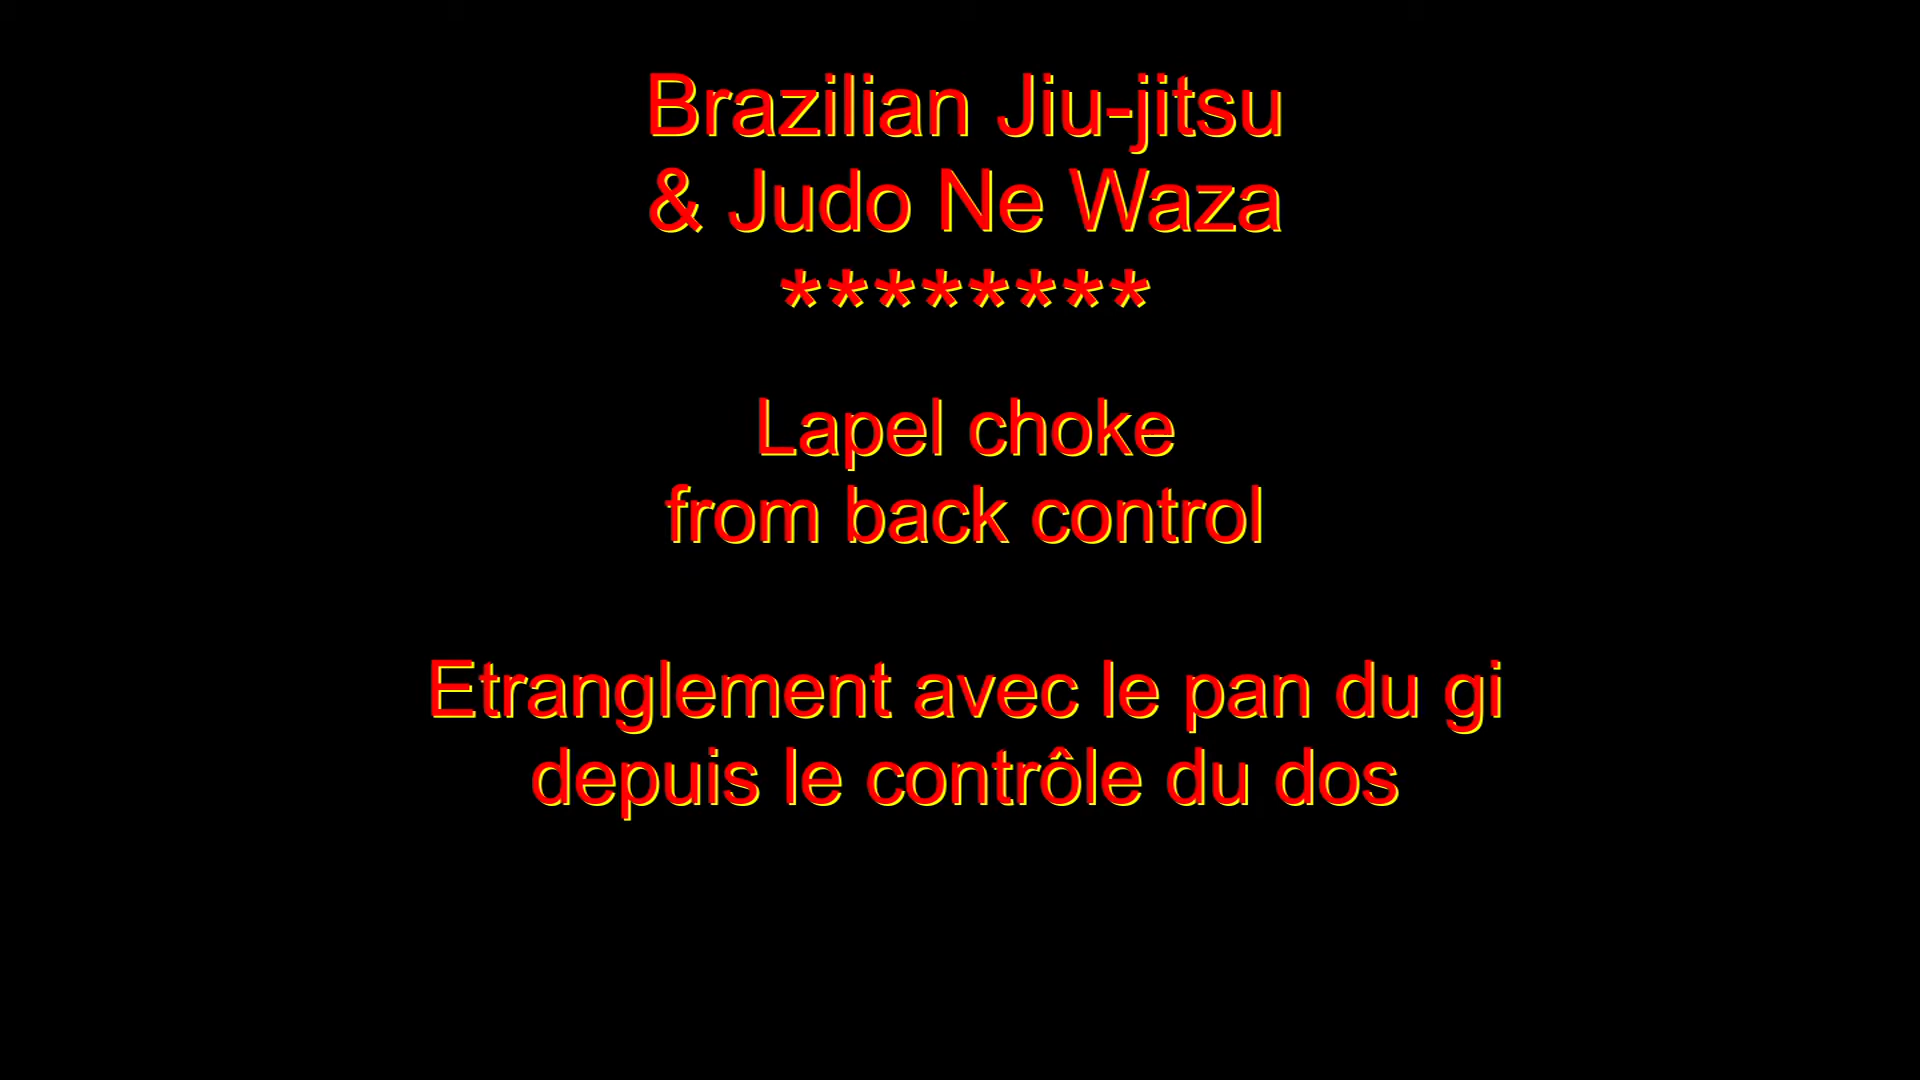 Brazilian Jiu-jitsu
& Judo Ne Waza
********
Lapel choke
from back control
Etranglement avec le pan du gi
depuis le contrôle du dos